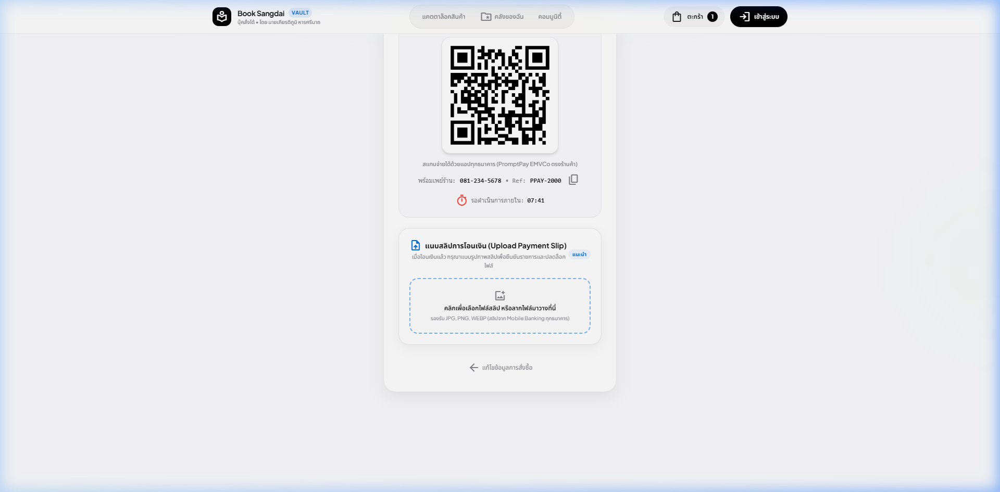 Book Sangdai VAULT
บุ๊คสั่งได้ • โดย นายเกียรติภูมิ หารศรีนาถ
แคตตาล็อกสินค้า
คลังของฉัน
คอมมูนิตี้
ตะกร้า 1
เข้าสู่ระบบ
สแกนจ่ายได้ด้วยแอปทุกธนาคาร (PromptPay EMVCo ตรงร้านค้า)
พร้อมเพย์ร้าน: 081-234-5678 • Ref: PPAY-2000
รอดำเนินการภายใน: 07:41
แนบสลิปการโอนเงิน (Upload Payment Slip)
เมื่อโอนเงินแล้ว กรุณาแนบรูปภาพสลิปเพื่อยืนยันรายการและปลดล็อก
ไฟล์
แนะนำ
คลิกเพื่อเลือกไฟล์สลิป หรือลากไฟล์มาวางที่นี่
รองรับ JPG, PNG, WEBP (สลิปจาก Mobile Banking ทุกธนาคาร)
แก้ไขข้อมูลการสั่งซื้อ